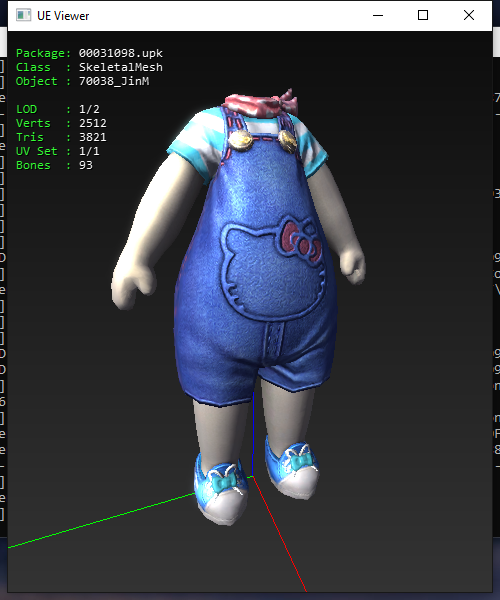 UE Viewer
Package: 00031098.upk
Class : SkeletalMesh
Object : 70038_JinM
LOD : 1/2
Verts : 2512
Tris : 3821
UV Set : 1/1
Bones : 93